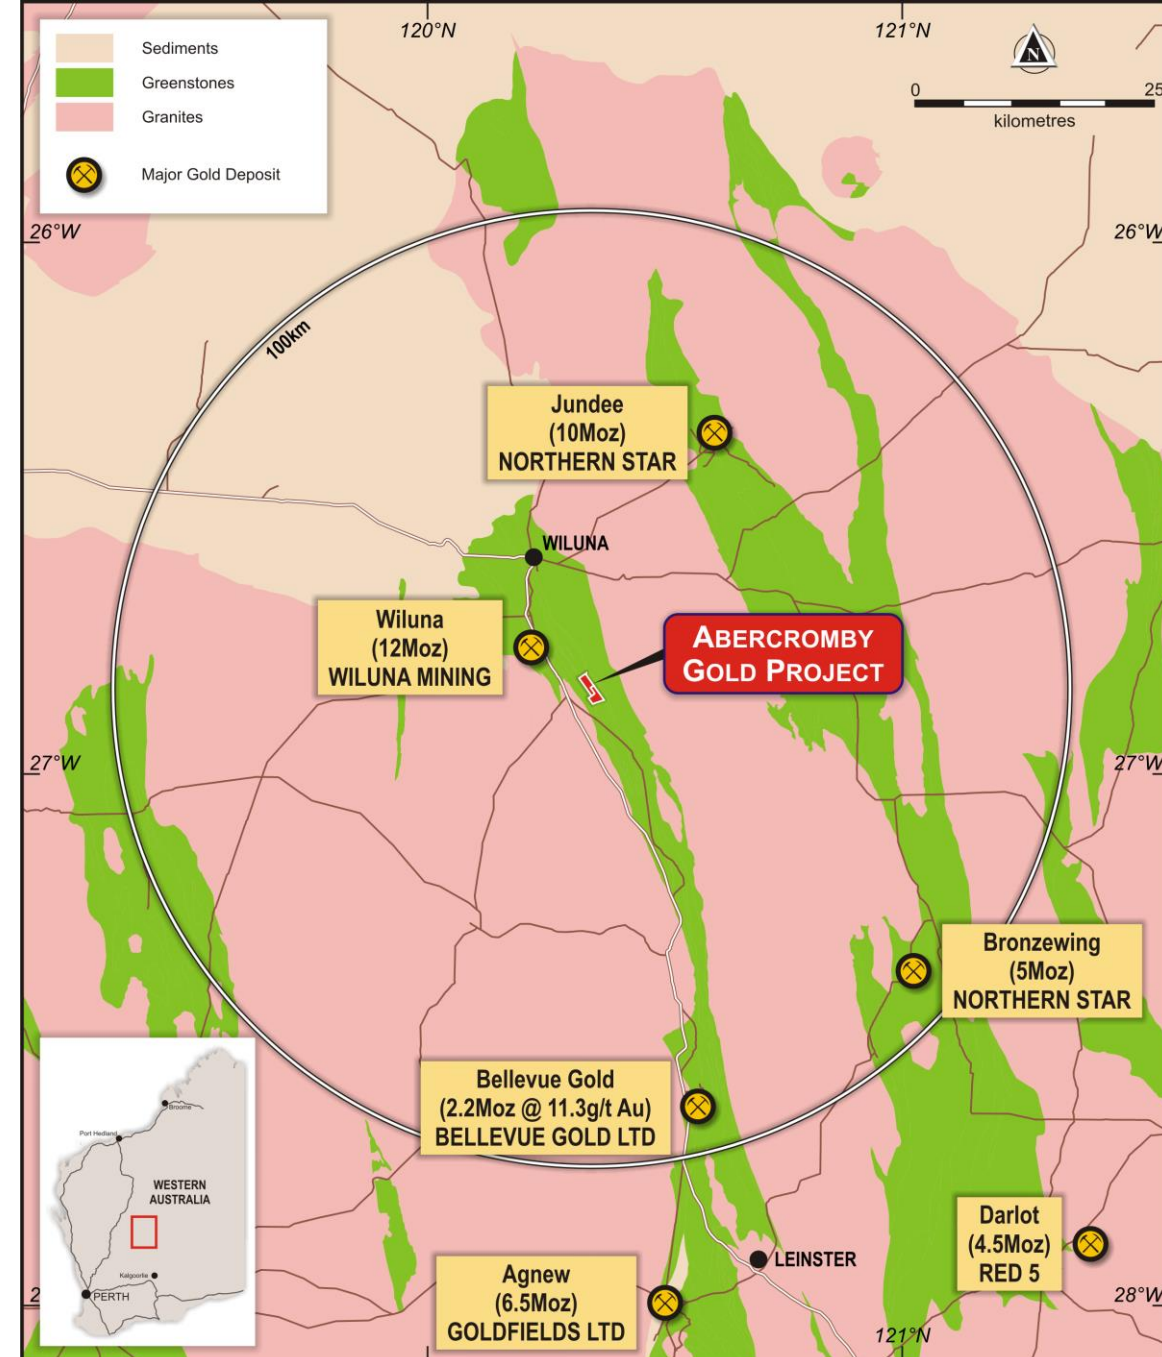 120°N
121°N
Sediments
Greenstones
Granites
Major Gold Deposit
N
0
25
kilometres
26°W
26°W
100km
Jundee
(10Moz)
NORTHERN STAR
WILUNA
Wiluna
(12Moz)
WILUNA MINING
ABERCROMBY
GOLD PROJECT
27°W
27°W
Bronzewing
(5Moz)
NORTHERN STAR
Bellevue Gold
(2.2Moz @ 11.3g/t Au)
BELLEVUE GOLD LTD
Broome
Port Hedland
WESTERN
AUSTRALIA
Kalgoorlie
PERTH
Darlot
(4.5Moz)
RED 5
LEINSTER
Agnew
(6.5Moz)
GOLDFIELDS LTD
2
28°W
121°N